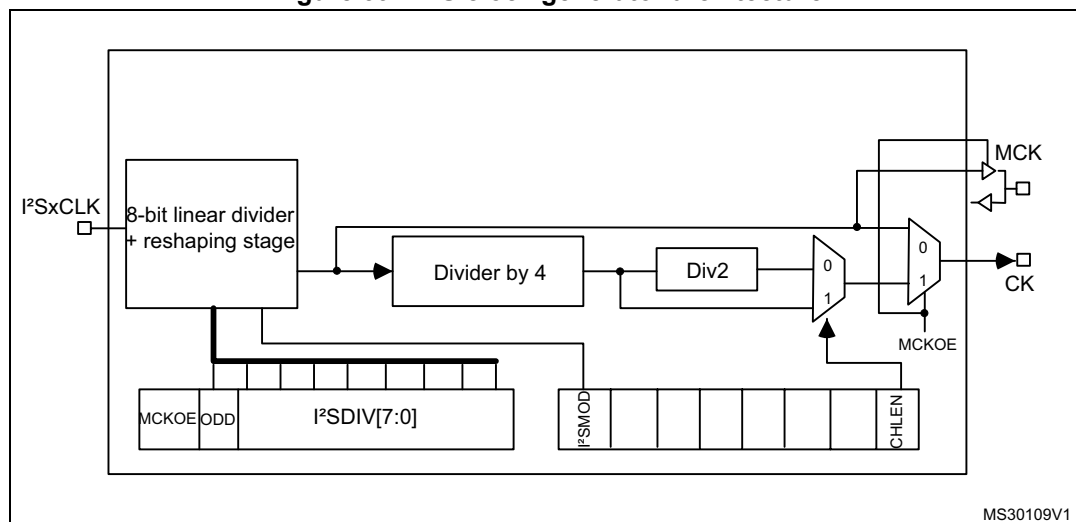 MCK
I²SxCLK
8-bit linear divider
+ reshaping stage
0
Divider by 4
Div2
0
1
1
CK
MCKOE
MCKOE
ODD
I²SDIV[7:0]
I²SMOD
CHLEN
MS30109V1